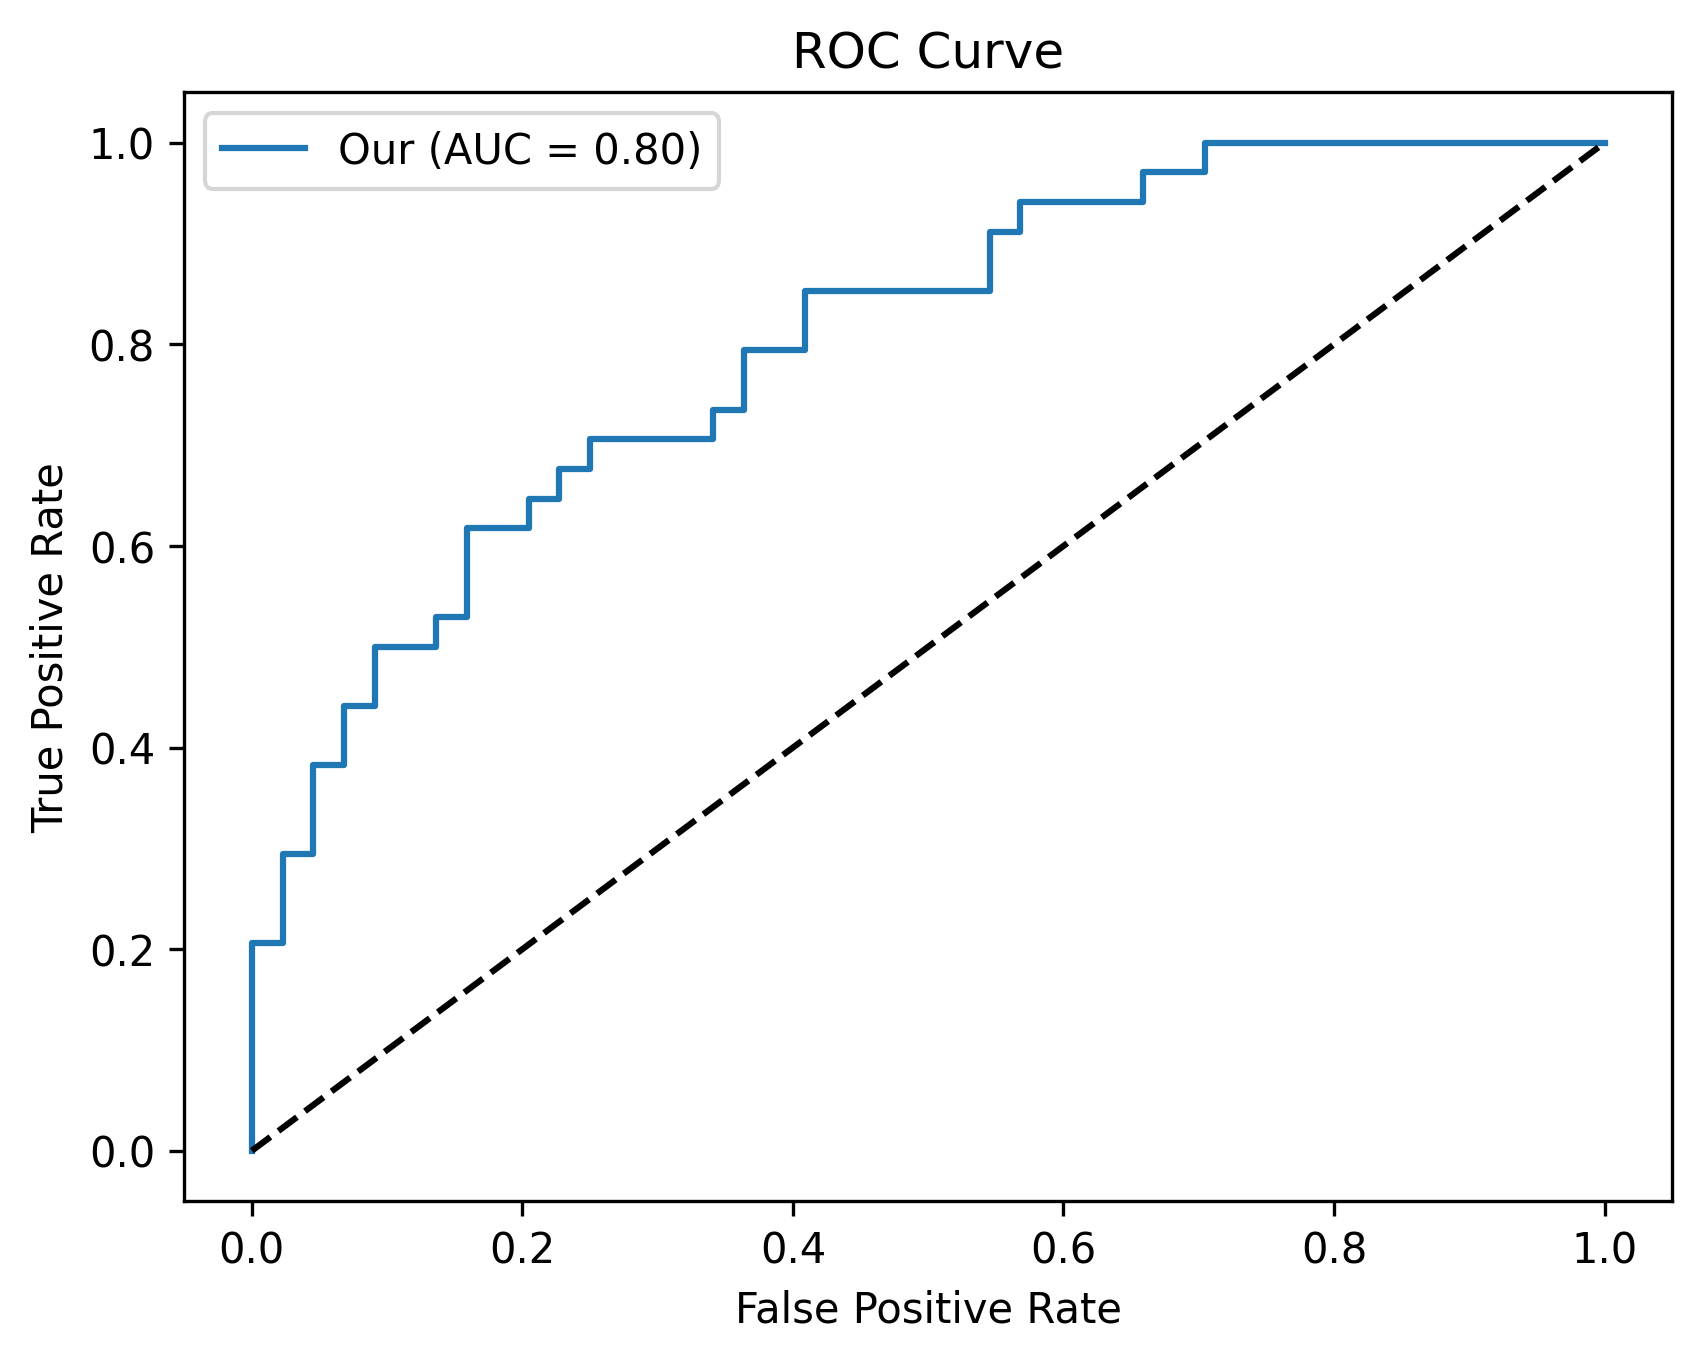 ROC Curve
Our (AUC = 0.80)
1.0
0.8
0.6
0.4
0.2
0.0
True Positive Rate
0.0 0.2 0.4 0.6 0.8 1.0
False Positive Rate